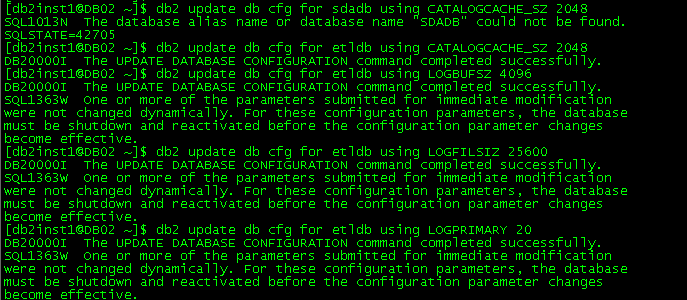 [db2inst1@DB02 ~]$ db2 update db cfg for sdadb using CATALOGCACHE_SZ 2048
SQL1013N  The database alias name or database name "SDADB" could not be found.
SQLSTATE=42705
[db2inst1@DB02 ~]$ db2 update db cfg for etldb using CATALOGCACHE_SZ 2048
DB20000I  The UPDATE DATABASE CONFIGURATION command completed successfully.
[db2inst1@DB02 ~]$ db2 update db cfg for etldb using LOGBUFSZ 4096
DB20000I  The UPDATE DATABASE CONFIGURATION command completed successfully.
SQL1363W  One or more of the parameters submitted for immediate modification
were not changed dynamically. For these configuration parameters, the database
must be shutdown and reactivated before the configuration parameter changes
become effective.
[db2inst1@DB02 ~]$ db2 update db cfg for etldb using LOGFILSIZ 25600
DB20000I  The UPDATE DATABASE CONFIGURATION command completed successfully.
SQL1363W  One or more of the parameters submitted for immediate modification
were not changed dynamically. For these configuration parameters, the database
must be shutdown and reactivated before the configuration parameter changes
become effective.
[db2inst1@DB02 ~]$ db2 update db cfg for etldb using LOGPRIMARY 20
DB20000I  The UPDATE DATABASE CONFIGURATION command completed successfully.
SQL1363W  One or more of the parameters submitted for immediate modification
were not changed dynamically. For these configuration parameters, the database
must be shutdown and reactivated before the configuration parameter changes
become effective.